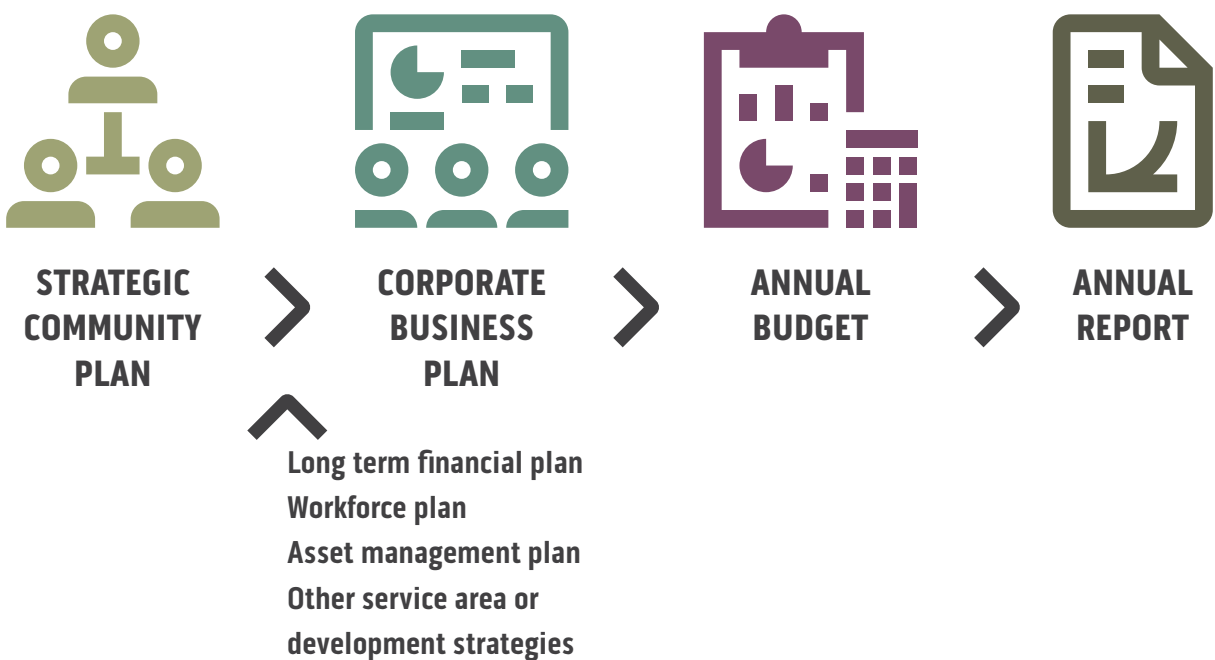 STRATEGIC
COMMUNITY
PLAN
CORPORATE
BUSINESS
PLAN
ANNUAL
BUDGET
ANNUAL
REPORT
Long term financial plan
Workforce plan
Asset management plan
Other service area or
development strategies